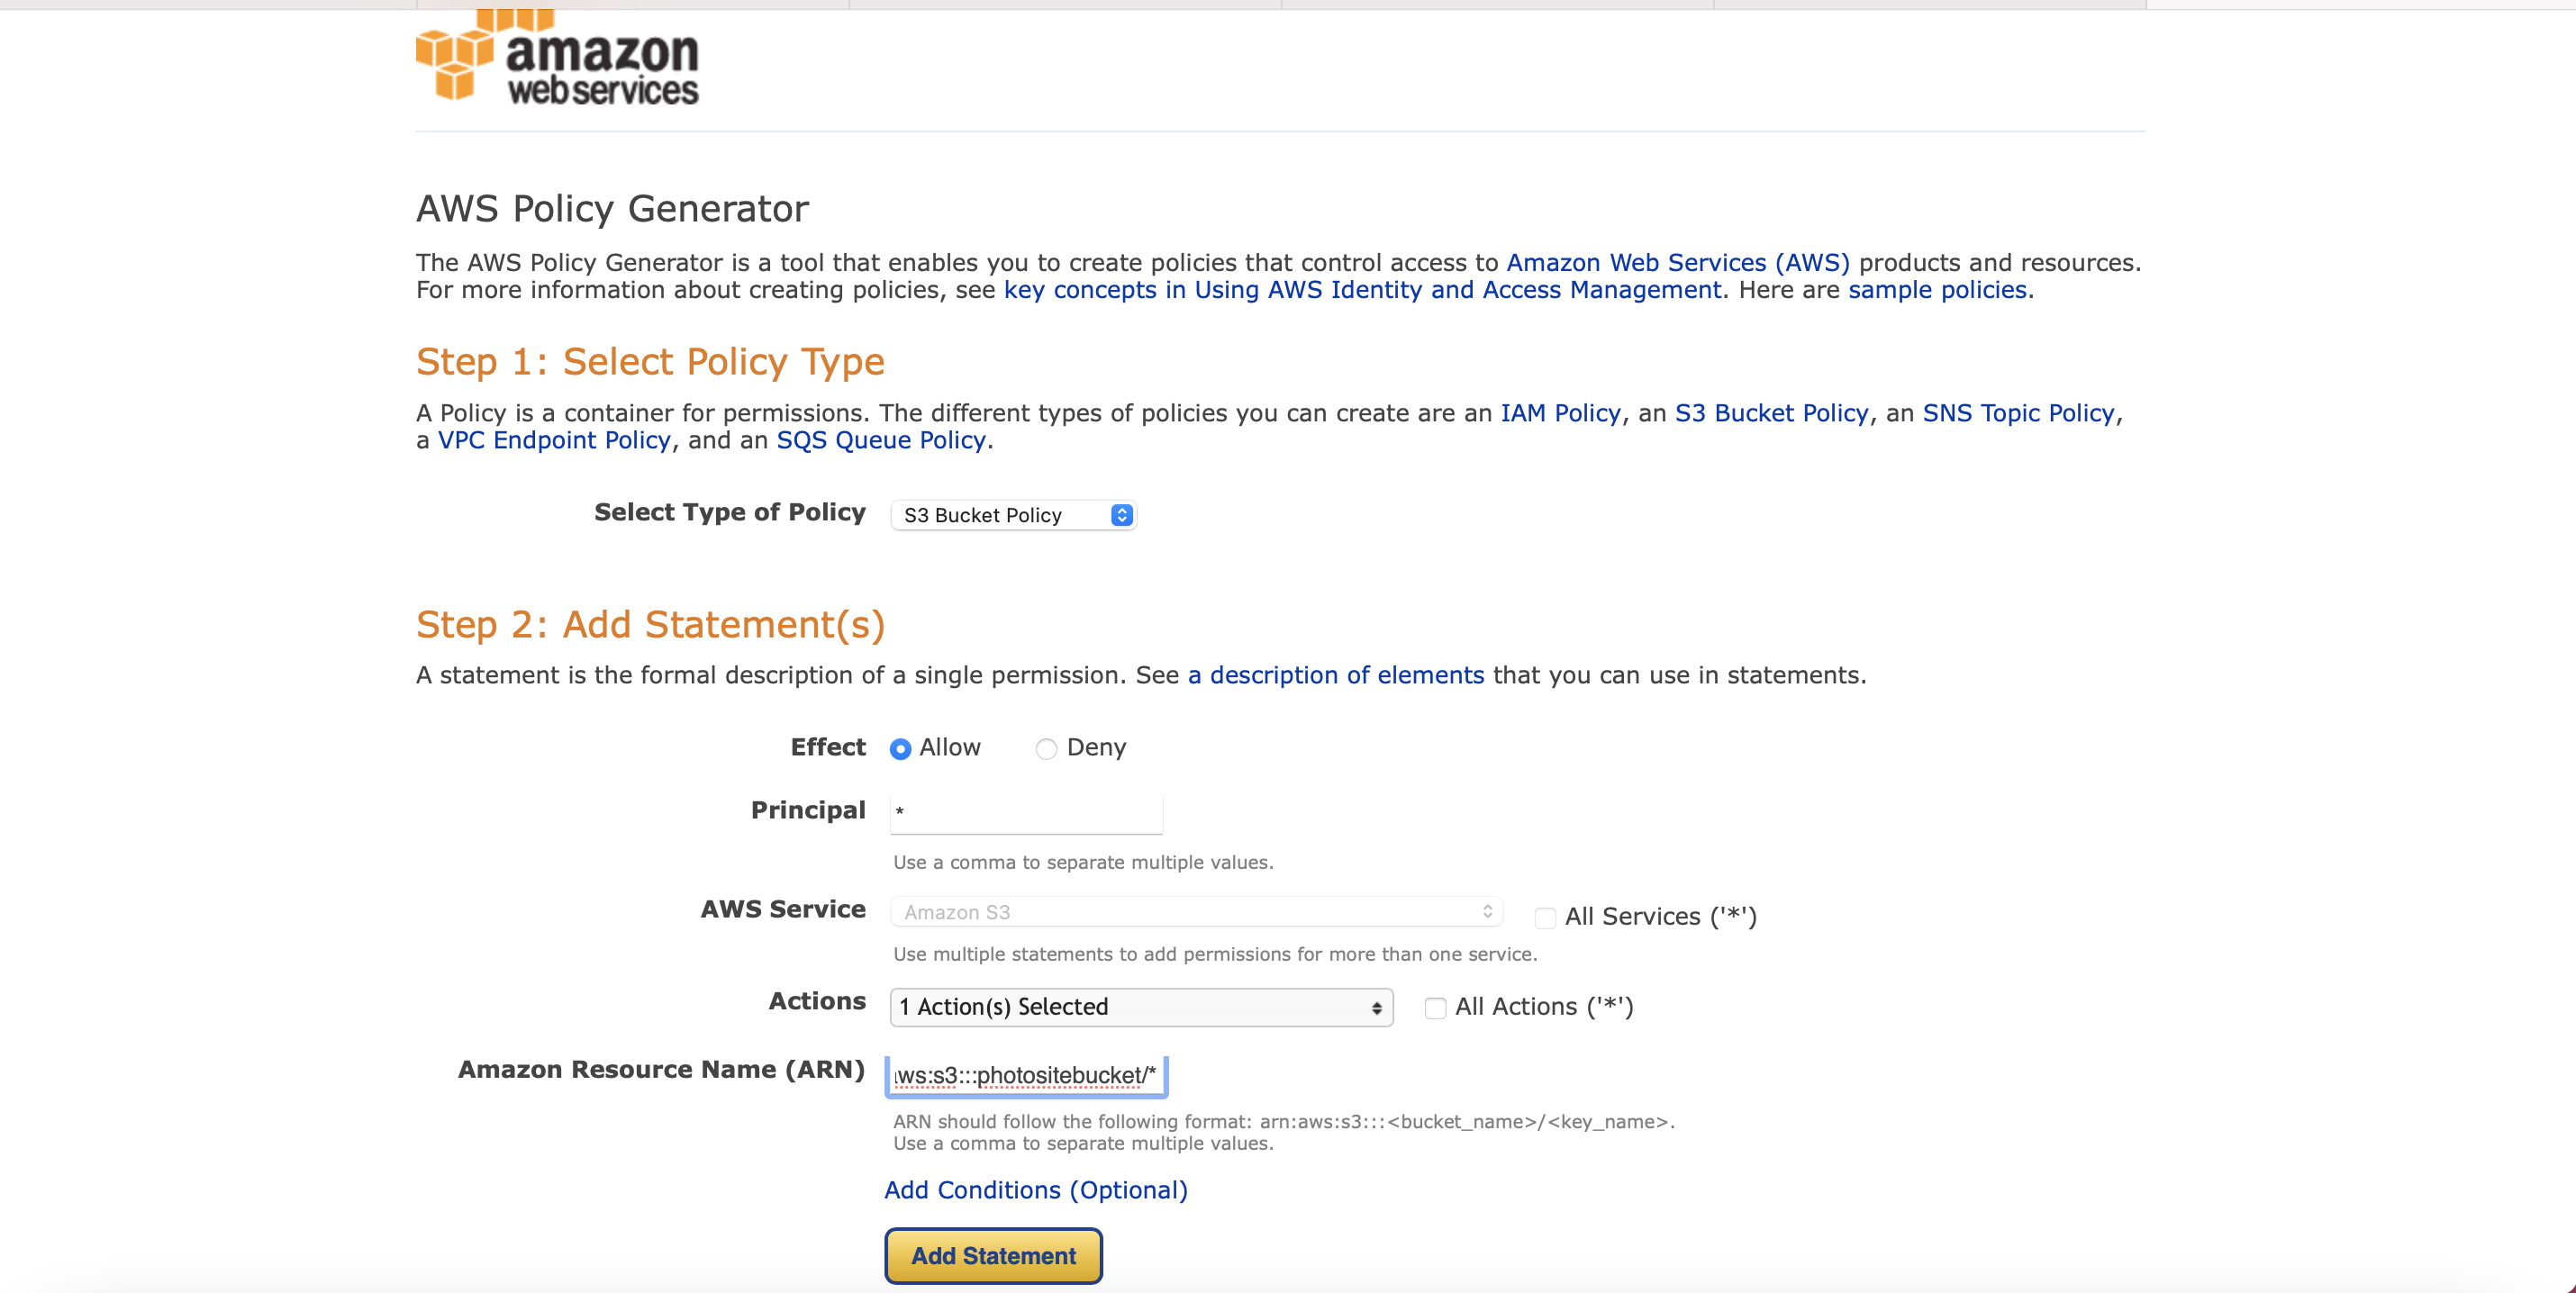 amazon
web services
AWS Policy Generator
The AWS Policy Generator is a tool that enables you to create policies that control access to Amazon Web Services (AWS) products and resources.
For more information about creating policies, see key concepts in Using AWS Identity and Access Management. Here are sample policies.
Step 1: Select Policy Type
A Policy is a container for permissions. The different types of policies you can create are an IAM Policy, an S3 Bucket Policy, an SNS Topic Policy,
a VPC Endpoint Policy, and an SQS Queue Policy.
Select Type of Policy S3 Bucket Policy
Step 2: Add Statement(s)
A statement is the formal description of a single permission. See a description of elements that you can use in statements.
Effect Allow Deny
Principal *
Use a comma to separate multiple values.
AWS Service Amazon S3 All Services ('*')
Use multiple statements to add permissions for more than one service.
Actions 1 Action(s) Selected All Actions ('*')
Amazon Resource Name (ARN) ws:s3:::photositebucket/*
ARN should follow the following format: arn:aws:s3:::<bucket_name>/<key_name>.
Use a comma to separate multiple values.
Add Conditions (Optional)
Add Statement